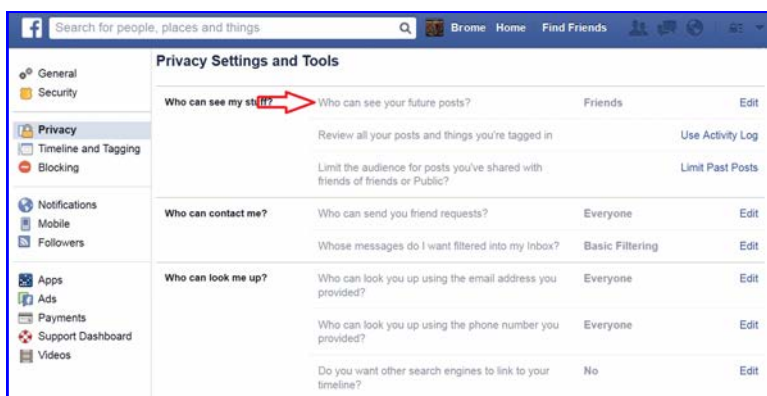 f Search for people, places and things Brome Home Find Friends
Privacy Settings and Tools
General
Security
Privacy
Timeline and Tagging
Blocking
Notifications
Mobile
Followers
Apps
Ads
Payments
Support Dashboard
Videos
Who can see my stuff? Who can see your future posts? Friends Edit
Review all your posts and things you're tagged in Use Activity Log
Limit the audience for posts you've shared with Limit Past Posts
friends of friends or Public?
Who can contact me? Who can send you friend requests? Everyone Edit
Whose messages do I want filtered into my Inbox? Basic Filtering Edit
Who can look me up? Who can look you up using the email address you Everyone Edit
provided?
Who can look you up using the phone number you Everyone Edit
provided?
Do you want other search engines to link to your No Edit
timeline?